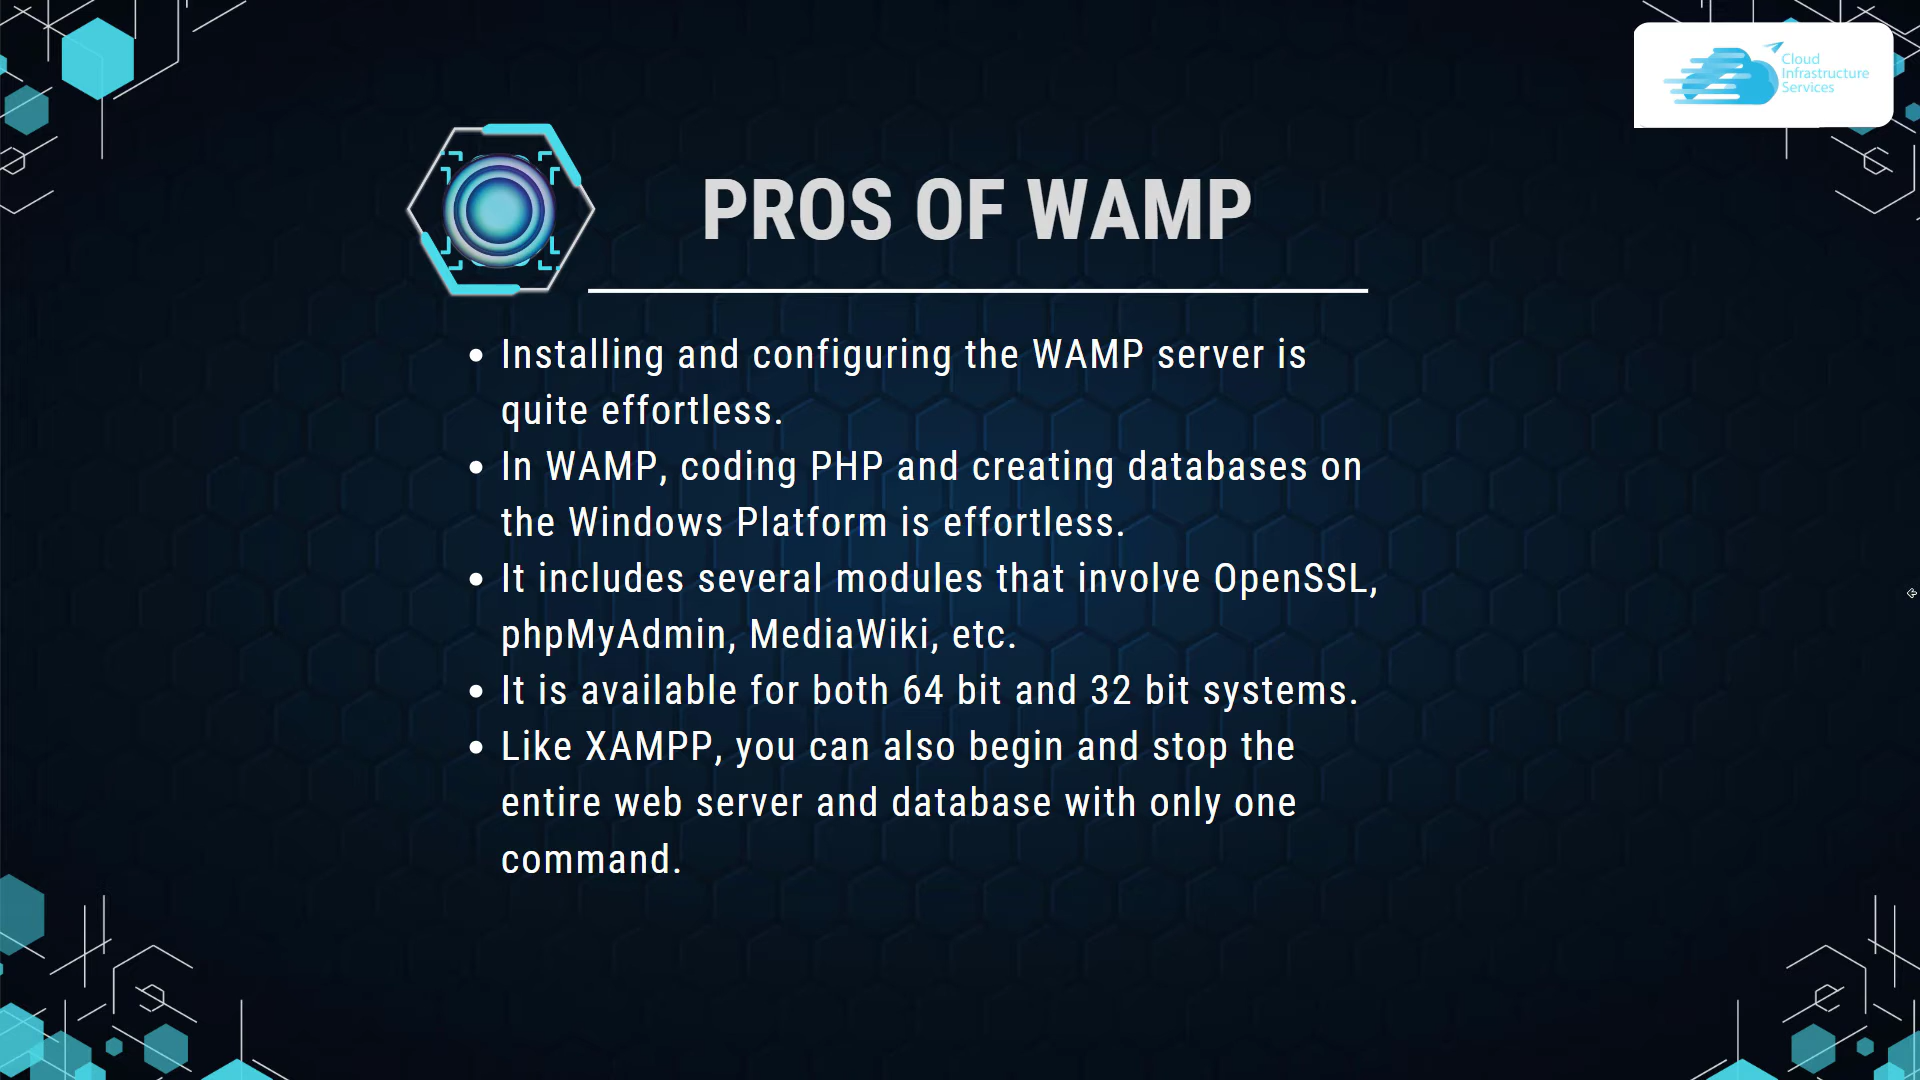 Cloud
Infrastructure
Services
PROS OF WAMP
• Installing and configuring the WAMP server is
quite effortless.
• In WAMP, coding PHP and creating databases on
the Windows Platform is effortless.
• It includes several modules that involve OpenSSL,
phpMyAdmin, MediaWiki, etc.
• It is available for both 64 bit and 32 bit systems.
• Like XAMPP, you can also begin and stop the
entire web server and database with only one
command.